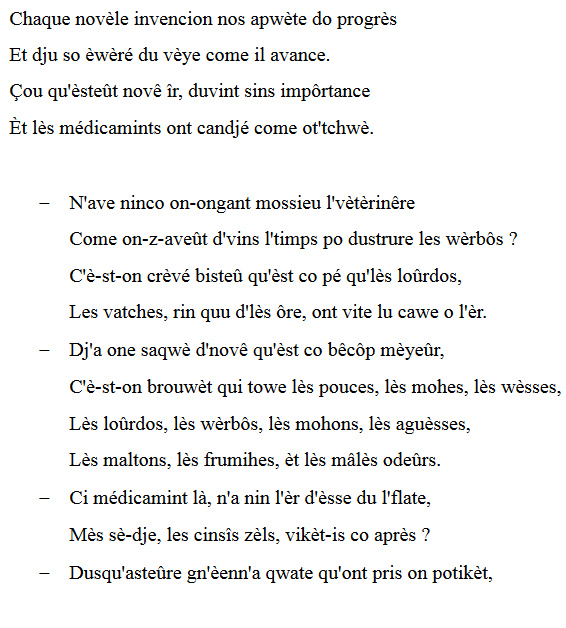 Chaque novèle invencion nos apwète do progrès
Et dju so èwèré du vèye come il avance.
Çou qu'èsteût novê îr, duvint sins impôrtance
Èt lès médicamints ont candjé come ot'tchwè.
– N'ave ninco on-ongant mossieu l'vètèrinêre
Come on-z-aveût d'vins l'timps po dustrure les wèrbôs ?
C'è-st-on crèvé bisteû qu'èst co pé qu'lès loûrdos,
Les vatches, rin quu d'lès ôre, ont vite lu cawe o l'èr.
– Dj'a one saqwè d'novê qu'èst co bêcôp mèyeûr,
C'è-st-on brouwèt qui towe lès pouces, lès mohes, lès wèsses,
Lès loûrdos, lès wèrbôs, lès mohons, lès aguèsses,
Lès maltons, lès frumihes, èt lès mâlès odeûrs.
– Ci médicamint là, n'a nin l'èr d'èsse du l'flate,
Mès sè-dje, les cinsîs zèls, vikèt-is co après ?
– Dusqu'asteûre gn'èenn'a qwate qu'ont pris on potikèt,